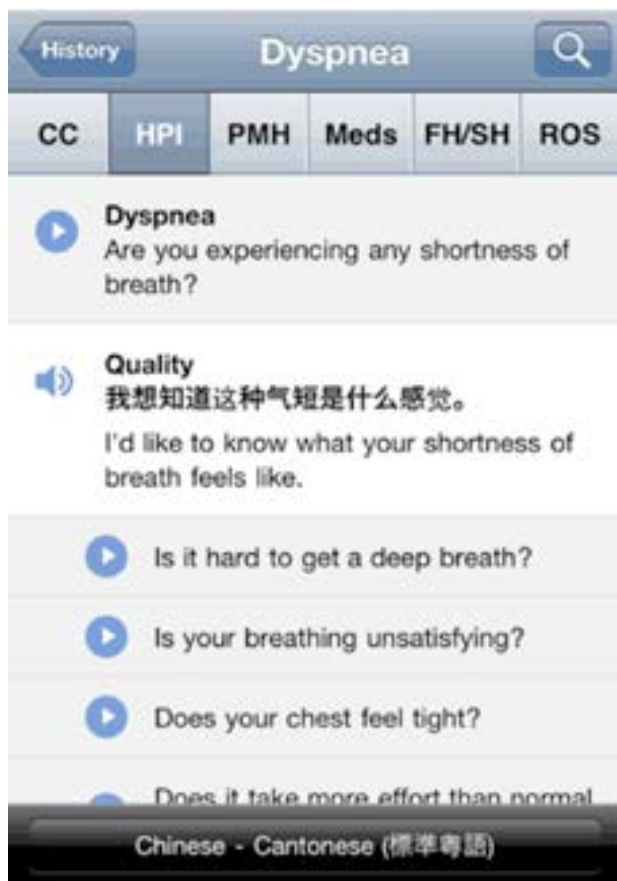 History
Dyspnea
CC
HPI
PMH
Meds
FH/SH
ROS
Dyspnea
Are you experiencing any shortness of
breath?
Quality
我想知道这种气短是什么感觉。
I'd like to know what your shortness of
breath feels like.
Is it hard to get a deep breath?
Is your breathing unsatisfying?
Does your chest feel tight?
Does it take more effort than normal
Chinese - Cantonese (標準粵語)